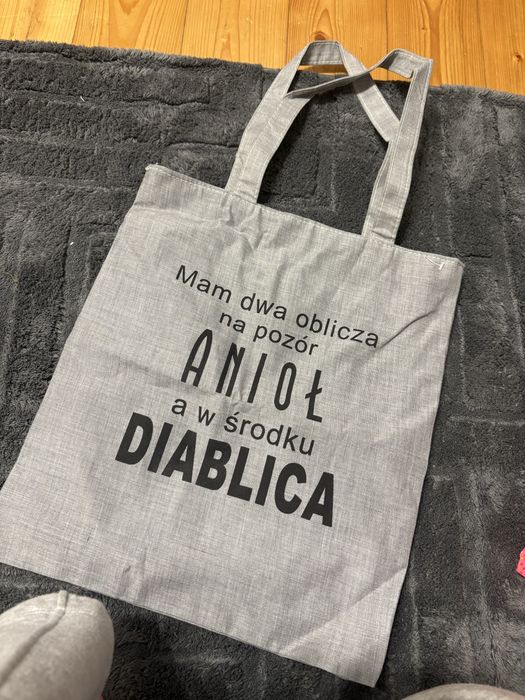 Mam dwa oblicza
na pozór
ANIOŁ
a w środku
DIABLICA